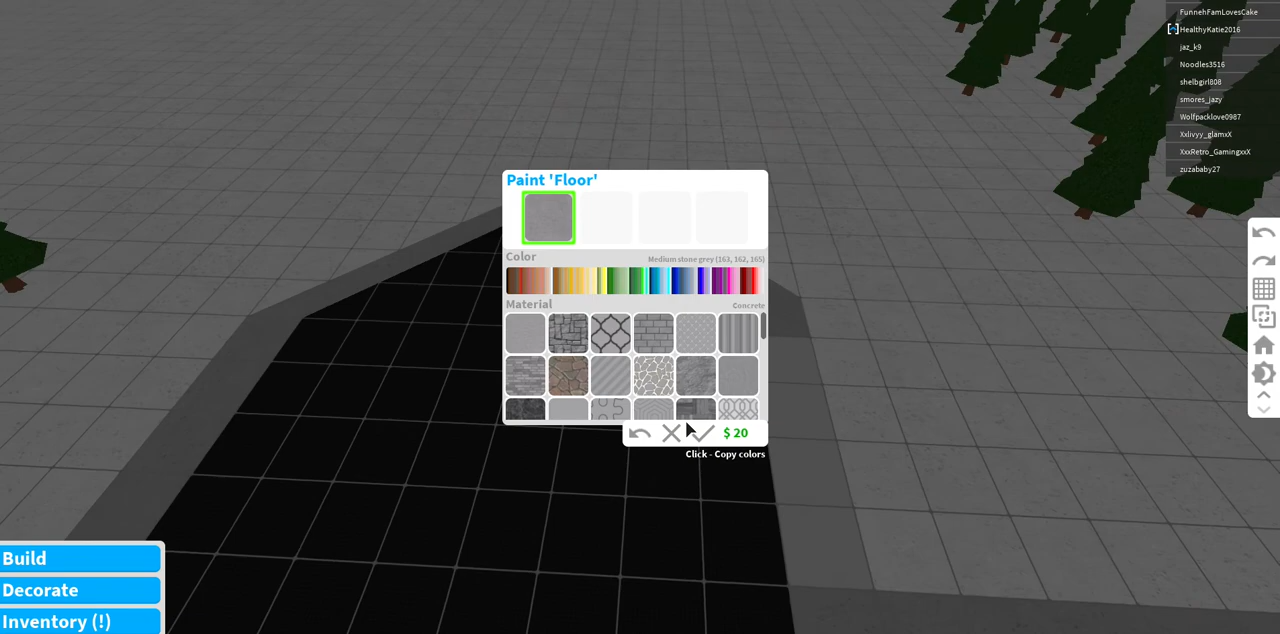 FunnehFamLovesCake
HealthyKatie2016
jaz_k9
Noodles3516
shelbgirl808
smores_jazy
Wolfpacklove0987
Xxlivyy_glamxX
XxxRetro_GamingxxX
zuzababy27
Paint 'Floor'
Color Medium stone grey (163, 162, 165)
Material Concrete
$ 20
Click - Copy colors
Build
Decorate
Inventory (!)